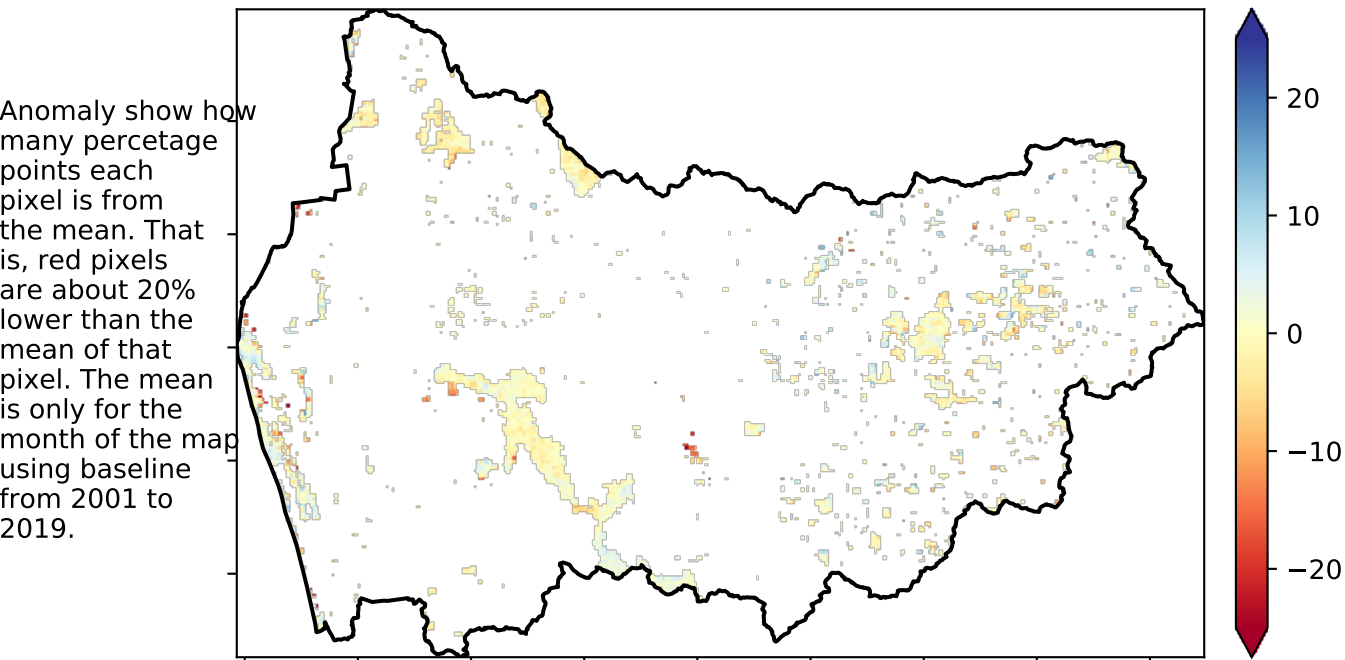 Anomaly show how
many percetage
points each
pixel is from
the mean. That
is, red pixels
are about 20%
lower than the
mean of that
pixel. The mean
is only for the
month of the map
using baseline
from 2001 to
2019.
20
10
0
−10
−20